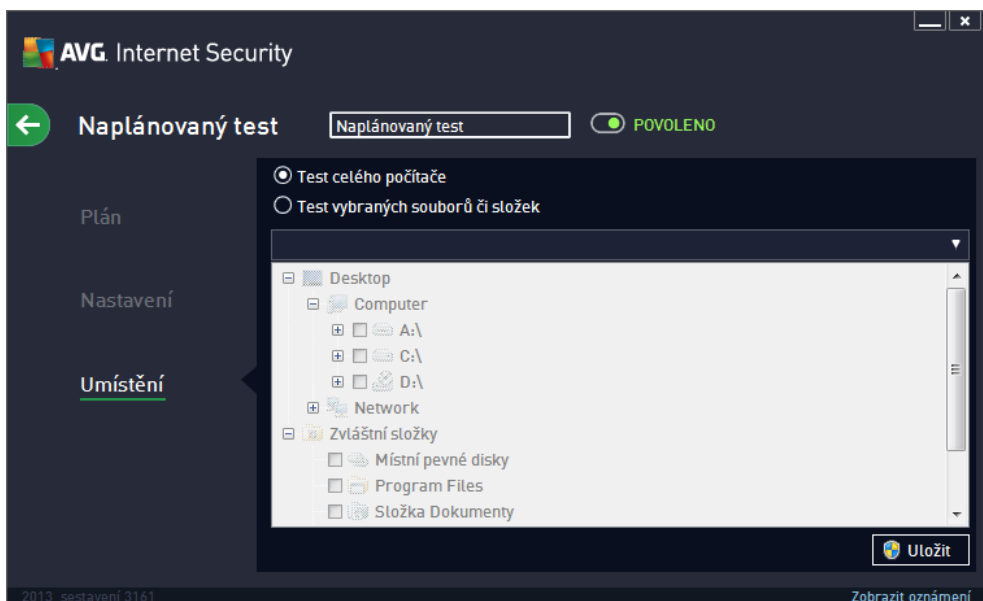 AVG. Internet Security
Naplánovaný test
Naplánovaný test
POVOLENO
Plán
Nastavení
Umístění
Test celého počítače
Test vybraných souborů či složek
Desktop
Computer
A:\
C:\
D:\
Network
Zvláštní složky
Místní pevné disky
Program Files
Složka Dokumenty
Uložit
2013 sestavení 3161
Zobrazit oznámení